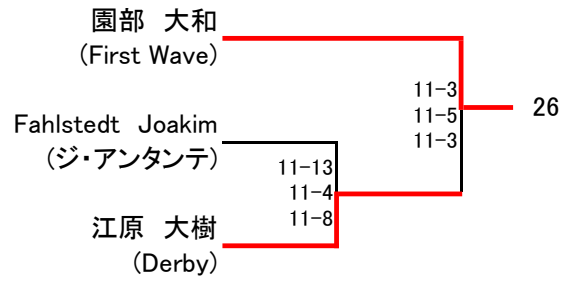 園部　大和
(First Wave)
Fahlstedt　Joakim
(ジ・アンタンテ)
江原　大樹
(Derby)
11-13
11-4
11-8
11-3
11-5
11-3
26